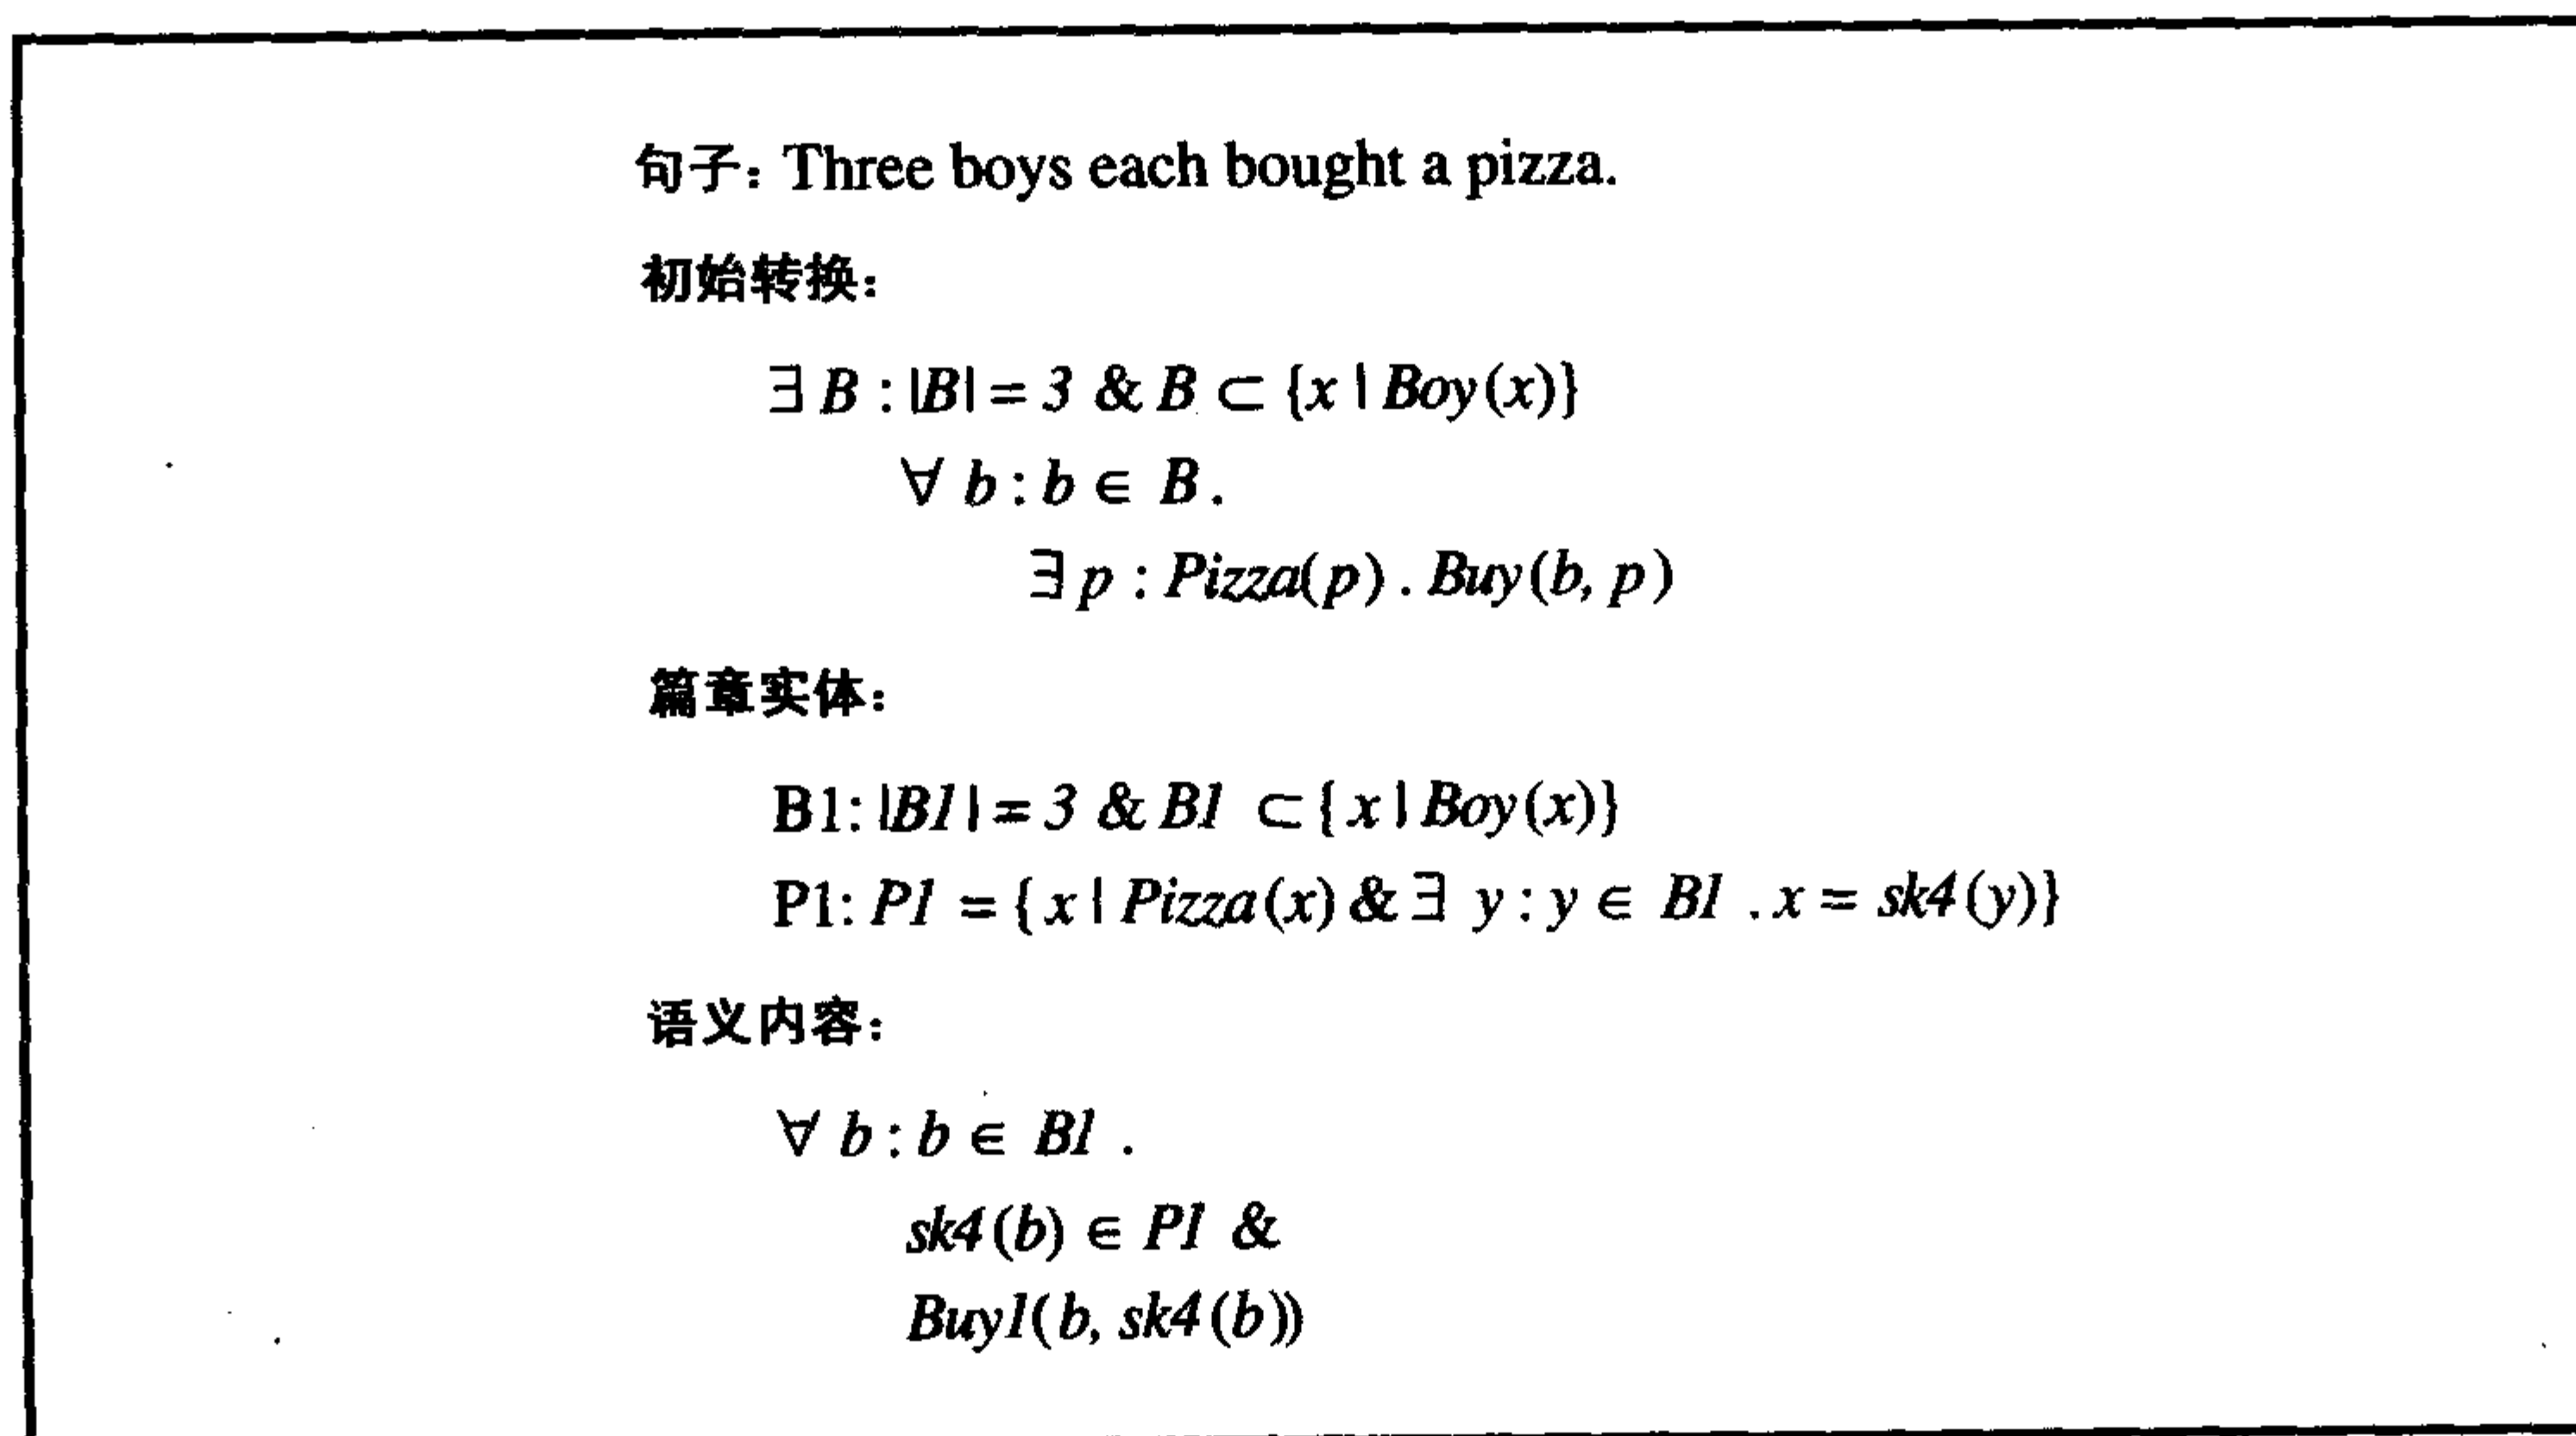 句子: Three boys each bought a pizza.
初始转换:
∃ B : |B| = 3 & B ⊂ {x | Boy(x)}
∀ b : b ∈ B .
∃ p : Pizza(p) . Buy(b, p)
篇章实体:
B1: |B1| = 3 & B1 ⊂ { x | Boy(x)}
P1: P1 = { x | Pizza(x) & ∃ y : y ∈ B1 . x = sk4(y)}
语义内容:
∀ b : b ∈ B1 .
sk4(b) ∈ P1 &
Buy1(b, sk4(b))